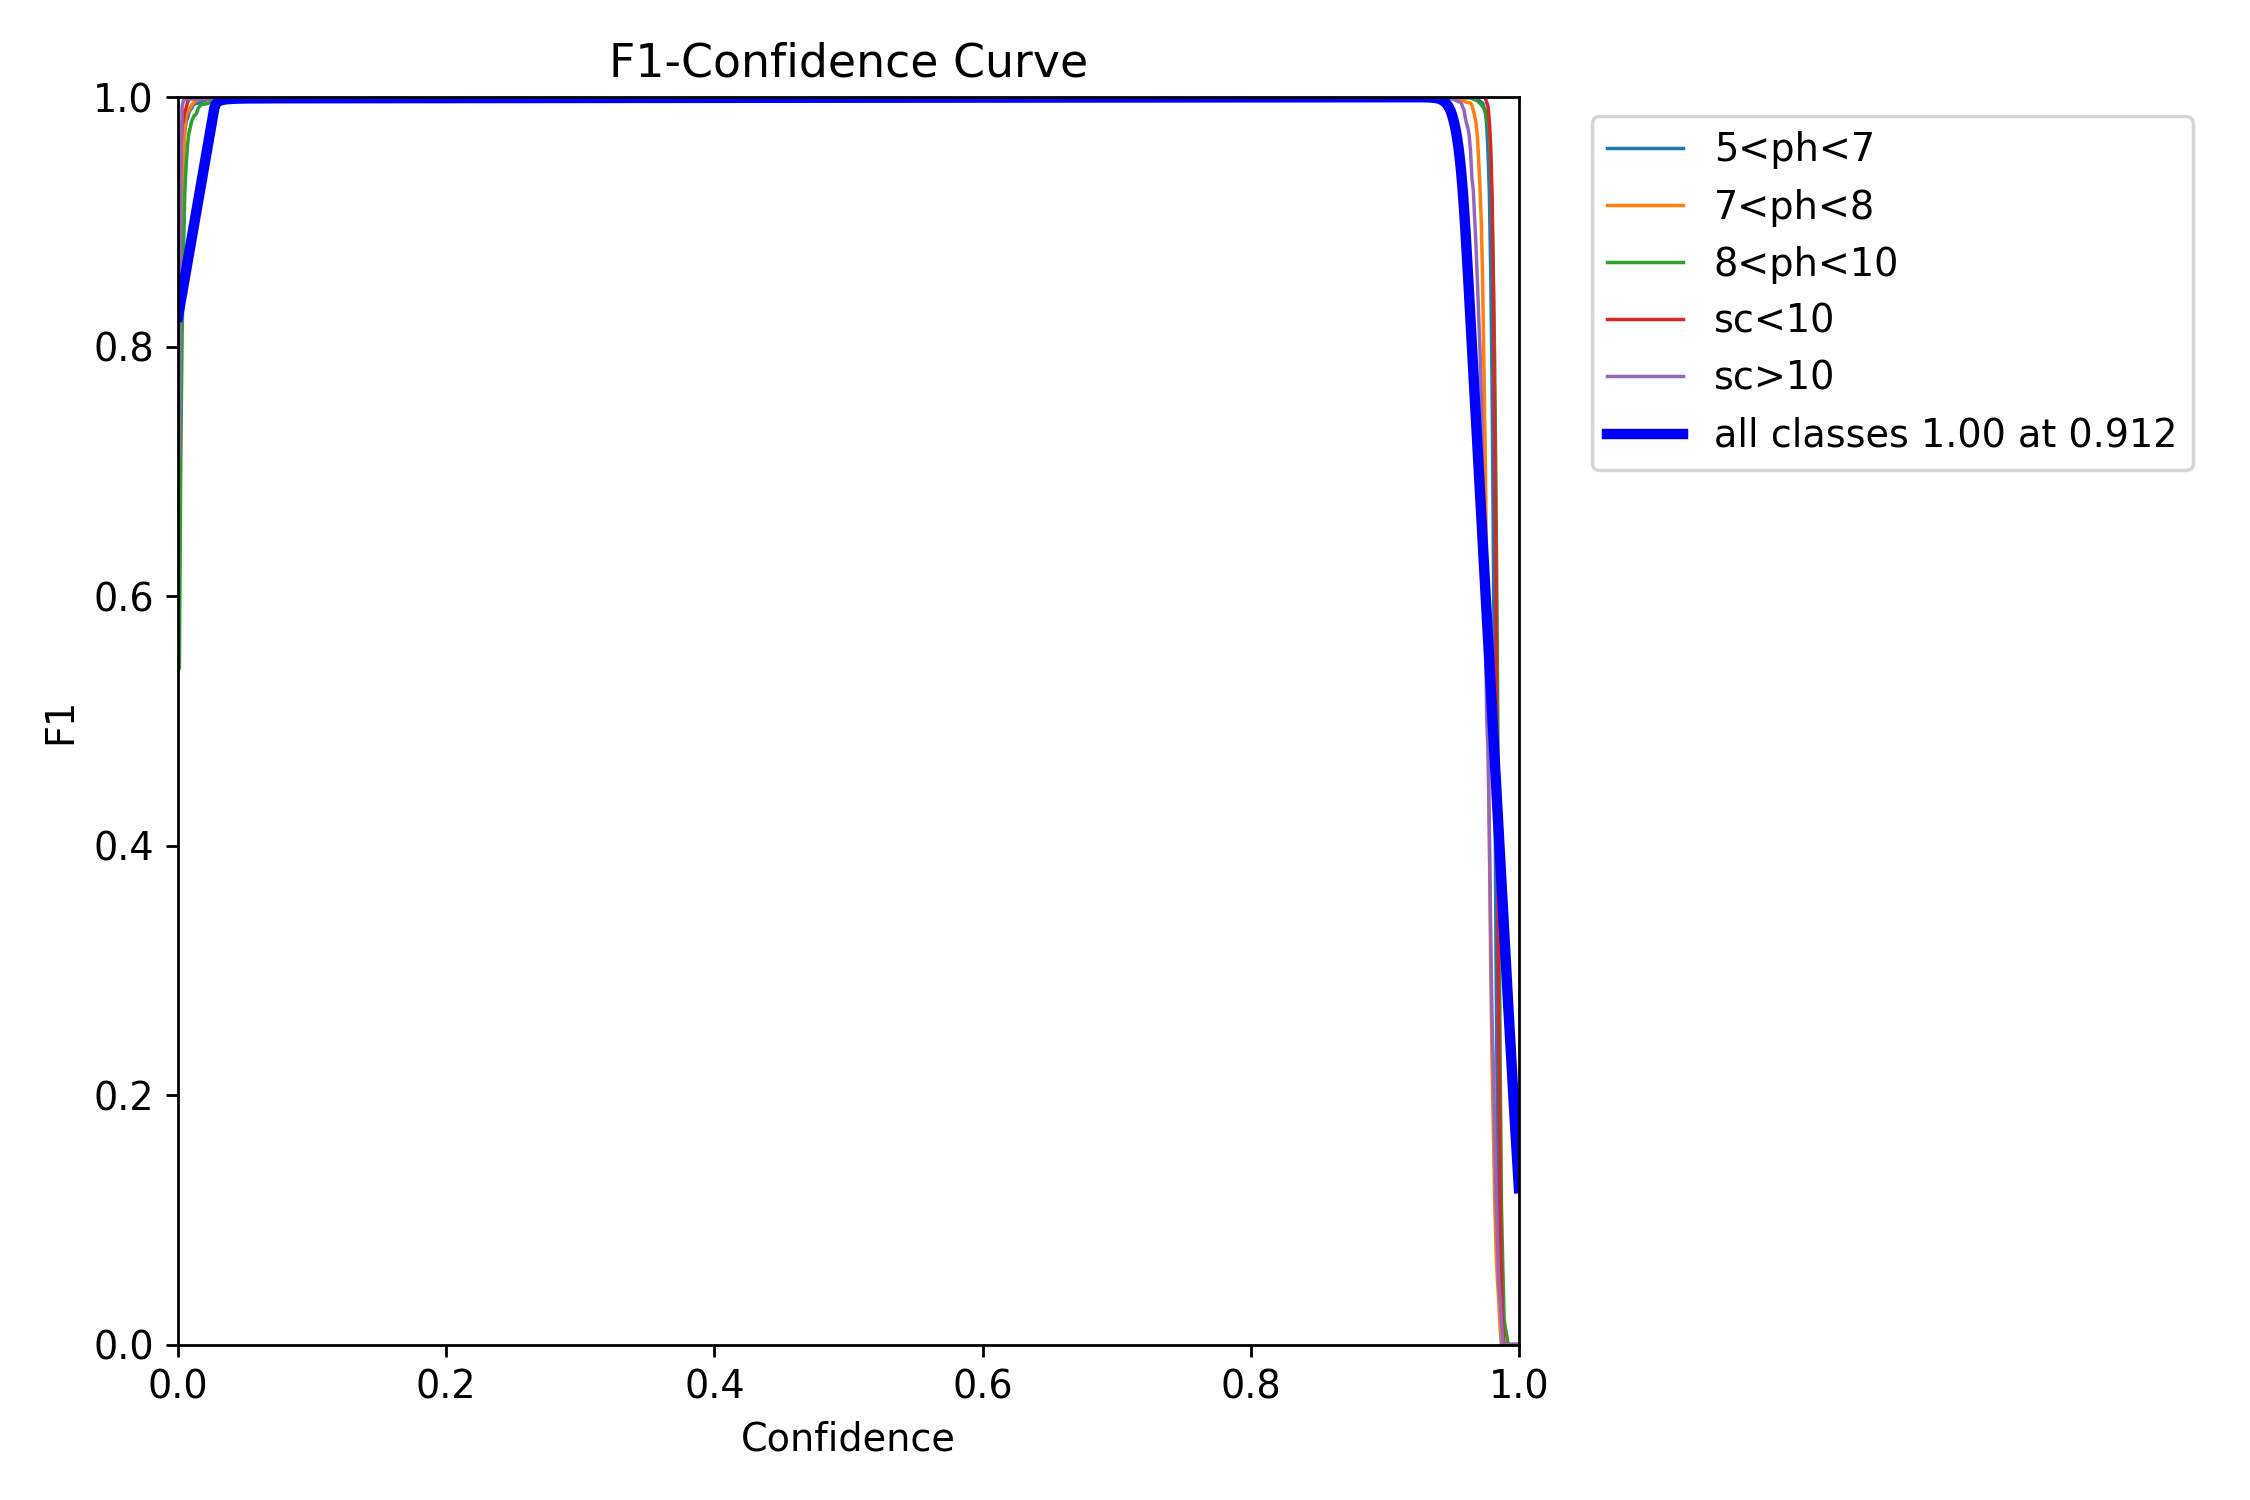 F1-Confidence Curve
1.0
0.8
0.6
0.4
0.2
0.0
F1
0.0 0.2 0.4 0.6 0.8 1.0
Confidence
5<ph<7
7<ph<8
8<ph<10
sc<10
sc>10
all classes 1.00 at 0.912